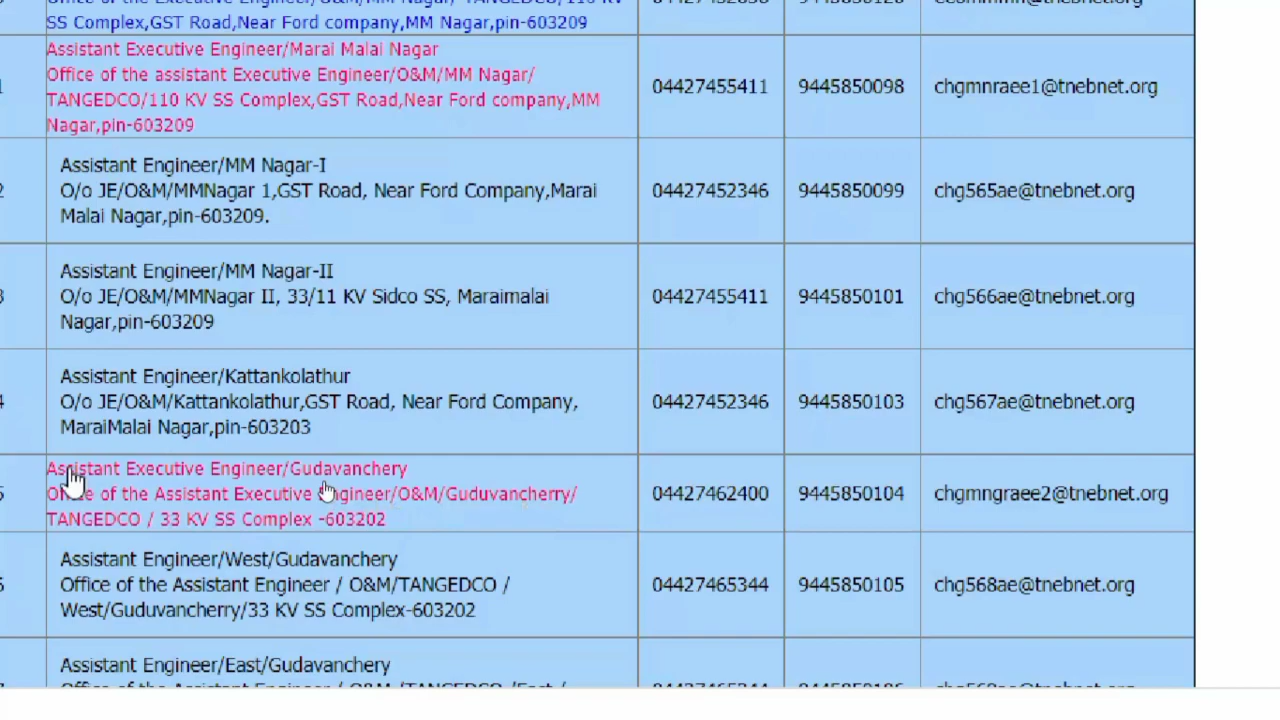 SS Complex,GST Road,Near Ford company,MM Nagar,pin-603209
Assistant Executive Engineer/Marai Malai Nagar
Office of the assistant Executive Engineer/O&M/MM Nagar/
TANGEDCO/110 KV SS Complex,GST Road,Near Ford company,MM
Nagar,pin-603209
04427455411
9445850098
chgmnraee1@tnebnet.org
2
Assistant Engineer/MM Nagar-I
O/o JE/O&M/MMNagar 1,GST Road, Near Ford Company,Marai
Malai Nagar,pin-603209.
04427452346
9445850099
chg565ae@tnebnet.org
3
Assistant Engineer/MM Nagar-II
O/o JE/O&M/MMNagar II, 33/11 KV Sidco SS, Maraimalai
Nagar,pin-603209
04427455411
9445850101
chg566ae@tnebnet.org
4
Assistant Engineer/Kattankolathur
O/o JE/O&M/Kattankolathur,GST Road, Near Ford Company,
MaraiMalai Nagar,pin-603203
04427452346
9445850103
chg567ae@tnebnet.org
5
Assistant Executive Engineer/Gudavanchery
Office of the Assistant Executive Engineer/O&M/Guduvancherry/
TANGEDCO / 33 KV SS Complex -603202
04427462400
9445850104
chgmngraee2@tnebnet.org
6
Assistant Engineer/West/Gudavanchery
Office of the Assistant Engineer / O&M/TANGEDCO /
West/Guduvancherry/33 KV SS Complex-603202
04427465344
9445850105
chg568ae@tnebnet.org
Assistant Engineer/East/Gudavanchery